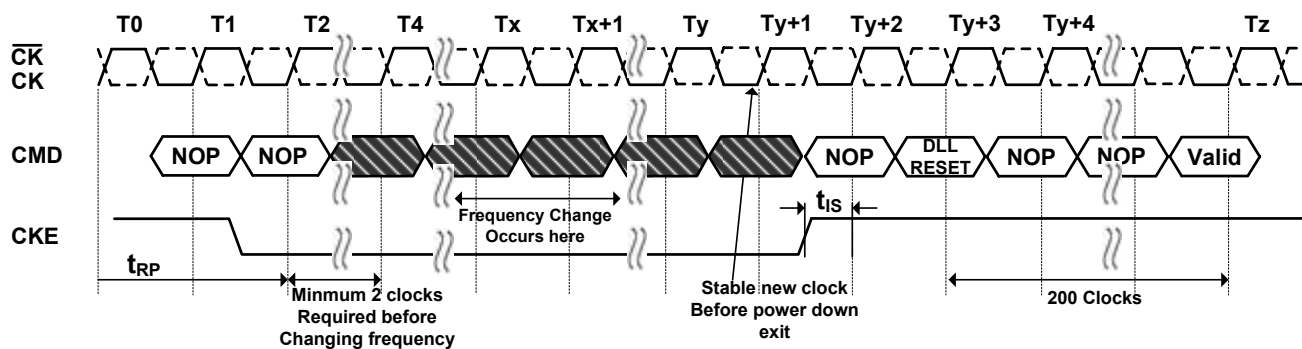 T0 T1 T2 T4 Tx Tx+1 Ty Ty+1 Ty+2 Ty+3 Ty+4 Tz
CK
CK
CMD NOP NOP NOP DLL RESET NOP NOP Valid
Frequency Change
Occurs here
tIS
CKE
tRP
Minmum 2 clocks
Required before
Changing frequency
Stable new clock
Before power down
exit
200 Clocks